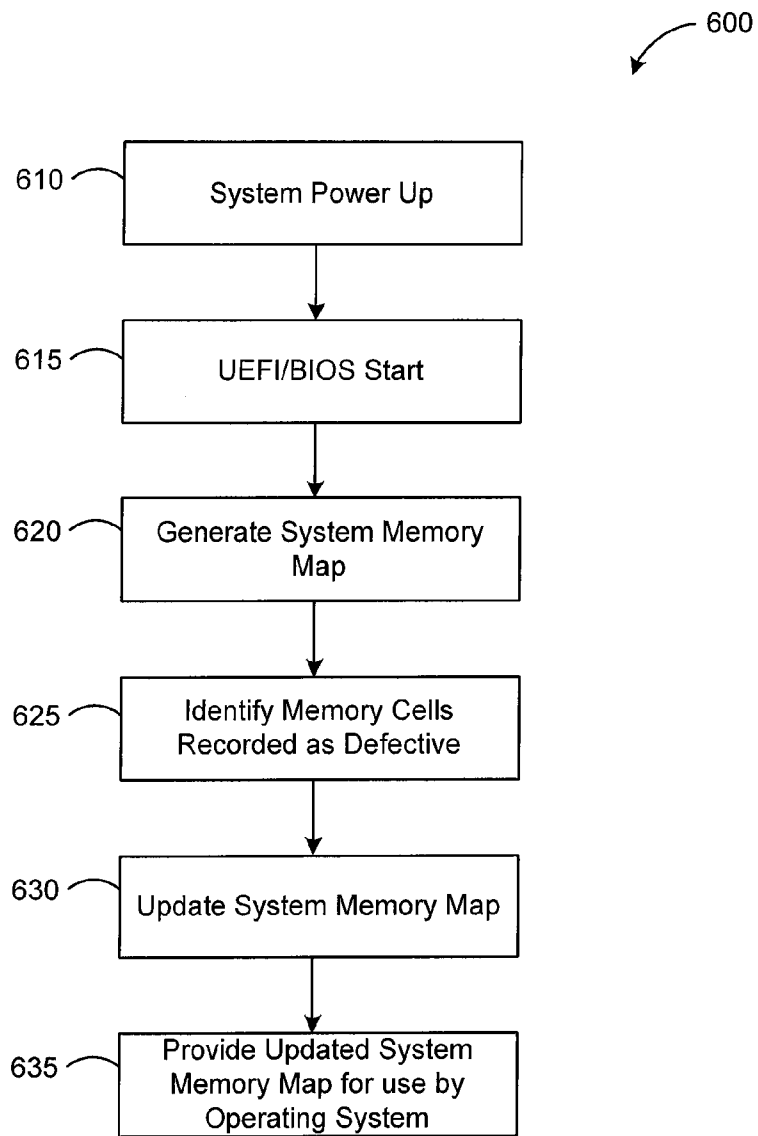 600
610
System Power Up
615
UEFI/BIOS Start
620
Generate System Memory
Map
625
Identify Memory Cells
Recorded as Defective
630
Update System Memory Map
635
Provide Updated System
Memory Map for use by
Operating System